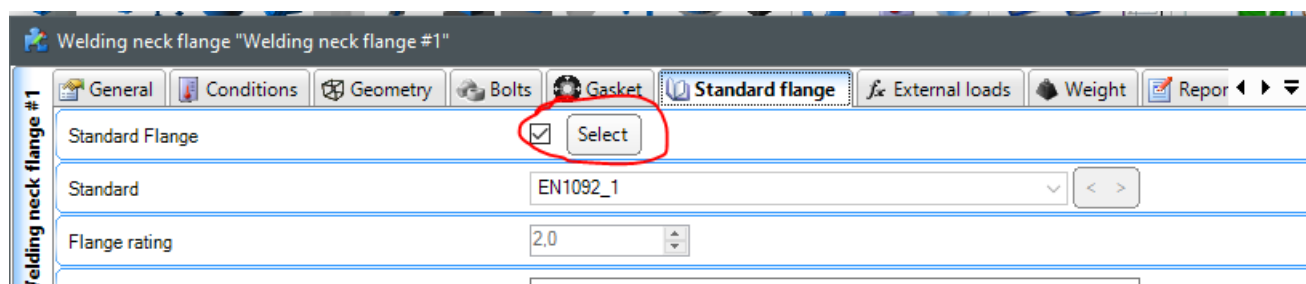 Welding neck flange "Welding neck flange #1"
General Conditions Geometry Bolts Gasket Standard flange fx External loads Weight Repor
Welding neck flange #1
Standard Flange Select
Standard EN1092_1 < >
Flange rating 2,0